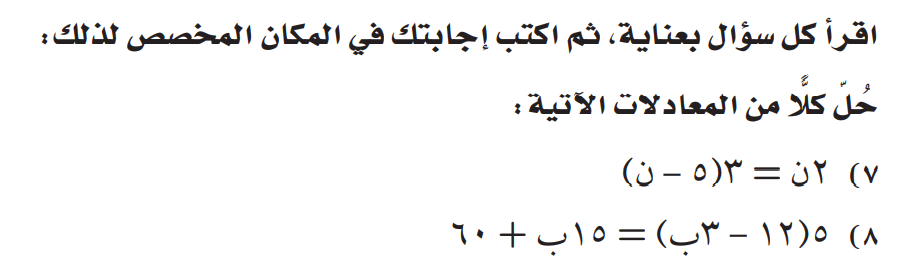 اقرأ كل سؤال بعناية، ثم اكتب إجابتك في المكان المخصص لذلك:
حُلّ كلًّا من المعادلات الآتية :
٧) ٢ن = ٣(٥ – ن)
٨) ٥(١٢ – ٣ب) = ١٥ب + ٦٠